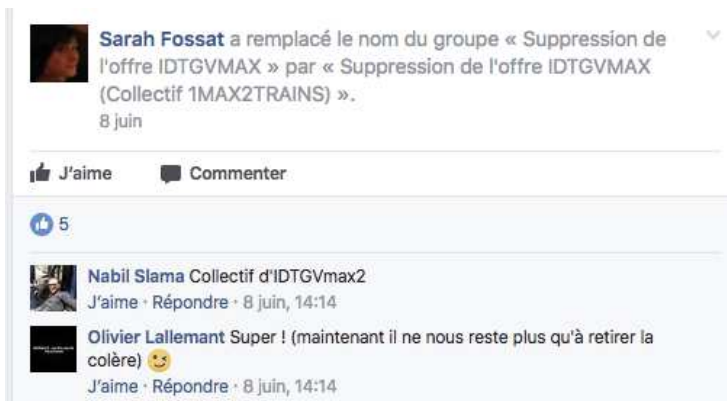 Sarah Fossat a remplacé le nom du groupe « Suppression de
l'offre IDTGVMAX » par « Suppression de l'offre IDTGVMAX
(Collectif 1MAX2TRAINS) ».
8 juin
J'aime Commenter
5
Nabil Slama Collectif d'IDTGVmax2
J'aime · Répondre · 8 juin, 14:14
Olivier Lallemant Super ! (maintenant il ne nous reste plus qu'à retirer la
colère) 😉
J'aime · Répondre · 8 juin, 14:14